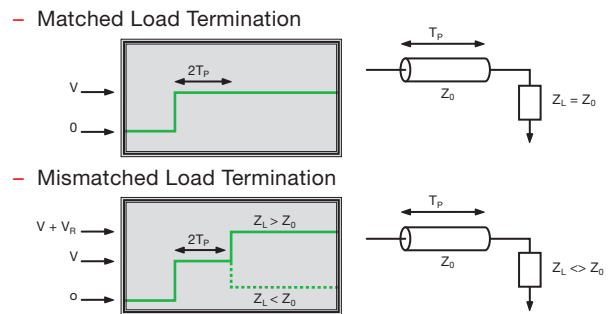 – Matched Load Termination
2TP
V
0
TP
Z0
ZL = Z0
– Mismatched Load Termination
V + VR
V
o
2TP
ZL > Z0
ZL < Z0
TP
Z0
ZL <> Z0